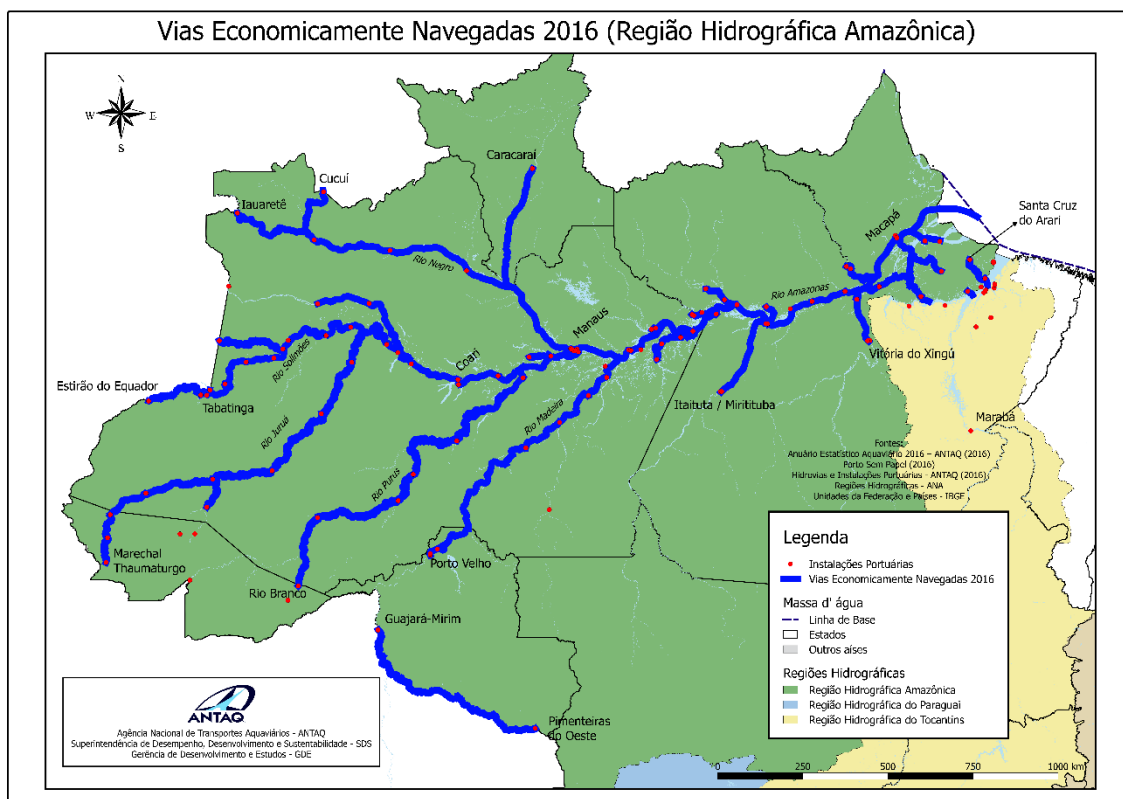 Vias Economicamente Navegadas 2016 (Região Hidrográfica Amazônica)
N
W E
S
Caracaraí
Cucuí
Iauaretê
Santa Cruz
do Arari
Macapá
Rio Negro
Rio Amazonas
Manaus
Rio Solimões
Coari
Vitória do Xingú
Estirão do Equador
Tabatinga
Itaituta / Miritituba
Rio Juruá
Rio Madeira
Marabá
Rio Purus
Fontes:
Anuário Estatístico Aquaviário 2016 – ANTAQ (2016)
Porto Sem Papel (2016)
Hidrovias e Instalações Portuárias - ANTAQ (2016)
Regiões Hidrográficas - ANA
Unidades da Federação e Países - IBGE
Marechal
Thaumaturgo
Porto Velho
Rio Branco
Guajará-Mirim
Pimenteiras
do Oeste
Legenda
Instalações Portuárias
Vias Economicamente Navegadas 2016
Massa d' água
Linha de Base
Estados
Outros aíses
Regiões Hidrográficas
Região Hidrográfica Amazônica
Região Hidrográfica do Paraguai
Região Hidrográfica do Tocantins
ANTAQ
Agência Nacional de Transportes Aquaviários - ANTAQ
Superintendência de Desempenho, Desenvolvimento e Sustentabilidade - SDS
Gerência de Desenvolvimento e Estudos - GDE
0 250 500 750 1000 km